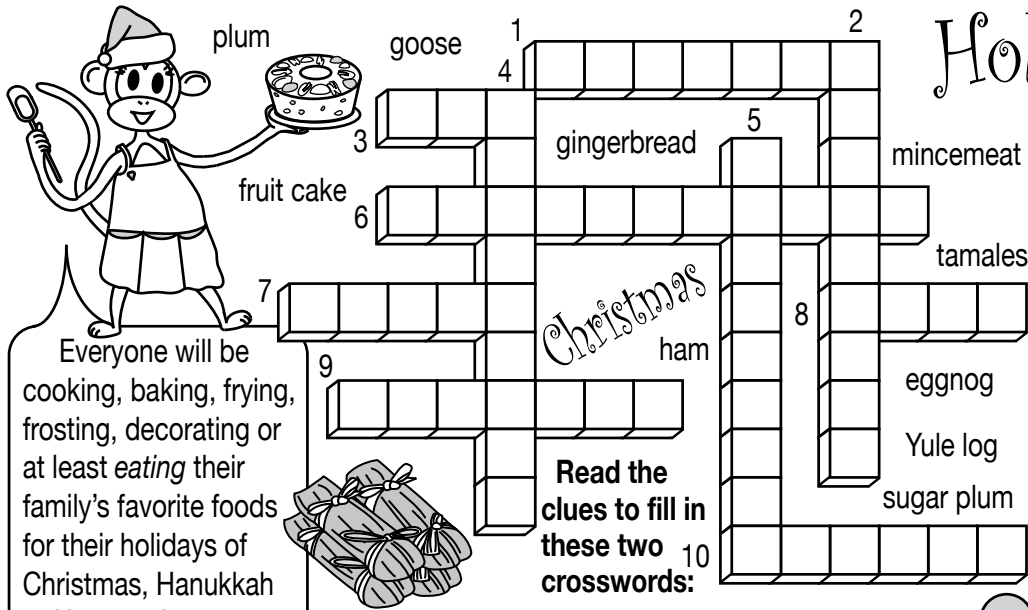 plum
goose
1
2
4
3
5
gingerbread
mincemeat
fruit cake
6
tamales
7
Christmas
8
ham
9
eggnog
Yule log
sugar plum
10
Everyone will be
cooking, baking, frying,
frosting, decorating or
at least eating their
family's favorite foods
for their holidays of
Christmas, Hanukkah
Read the
clues to fill in
these two
crosswords: